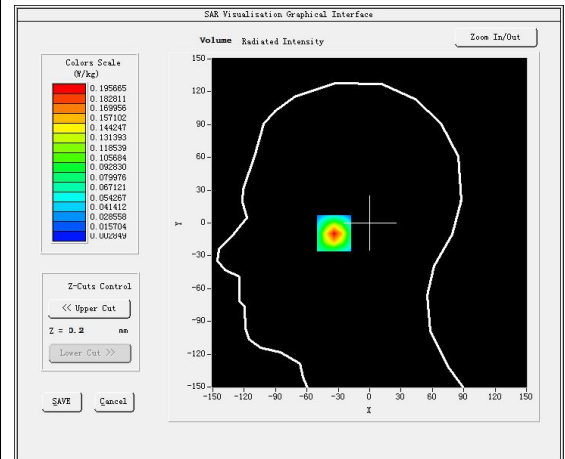 SAR Visualisation Graphical Interface
Volume Radiated Intensity
Zoom In/Out
Colors Scale
(W/kg)
0.195665
0.182811
0.169956
0.157102
0.144247
0.131393
0.118539
0.105684
0.092830
0.079976
0.067121
0.054267
0.041412
0.028558
0.015704
0.002849
150
120
90
60
30
0
-30
-60
-90
-120
-150
Y
-150 -120 -90 -60 -30 0 30 60 90 120 150
X
Z-Cuts Control
<< Upper Cut
Z = 0.2 mm
Lower Cut >>
SAVE Cancel